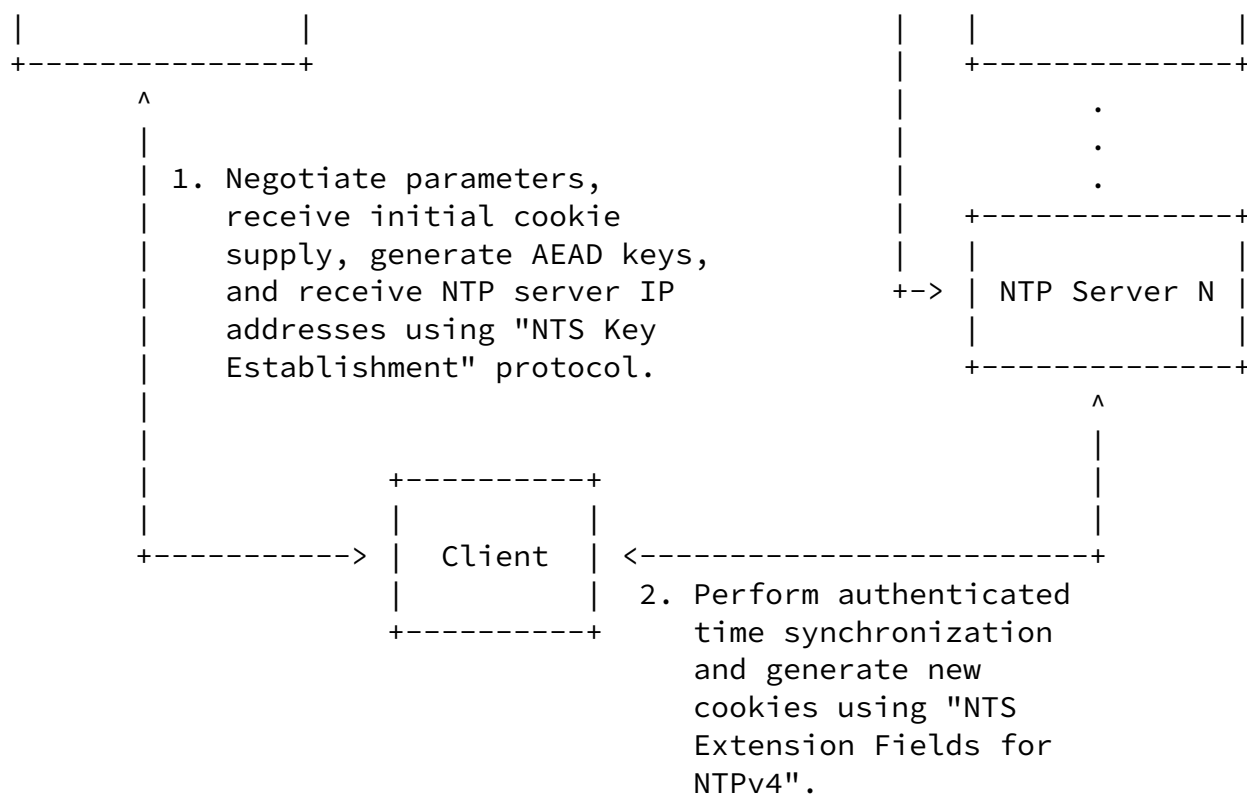 1. Negotiate parameters,
receive initial cookie
supply, generate AEAD keys,
and receive NTP server IP
addresses using "NTS Key
Establishment" protocol.
NTP Server N
Client
2. Perform authenticated
time synchronization
and generate new
cookies using "NTS
Extension Fields for
NTPv4".